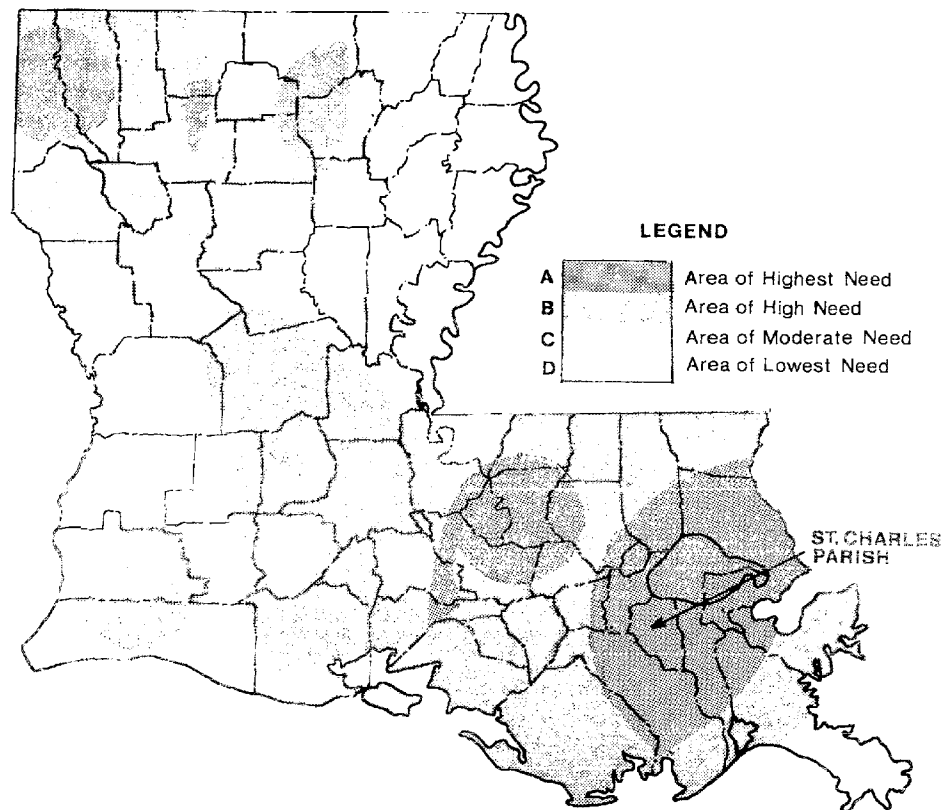 LEGEND
A Area of Highest Need
B Area of High Need
C Area of Moderate Need
D Area of Lowest Need
ST. CHARLES
PARISH